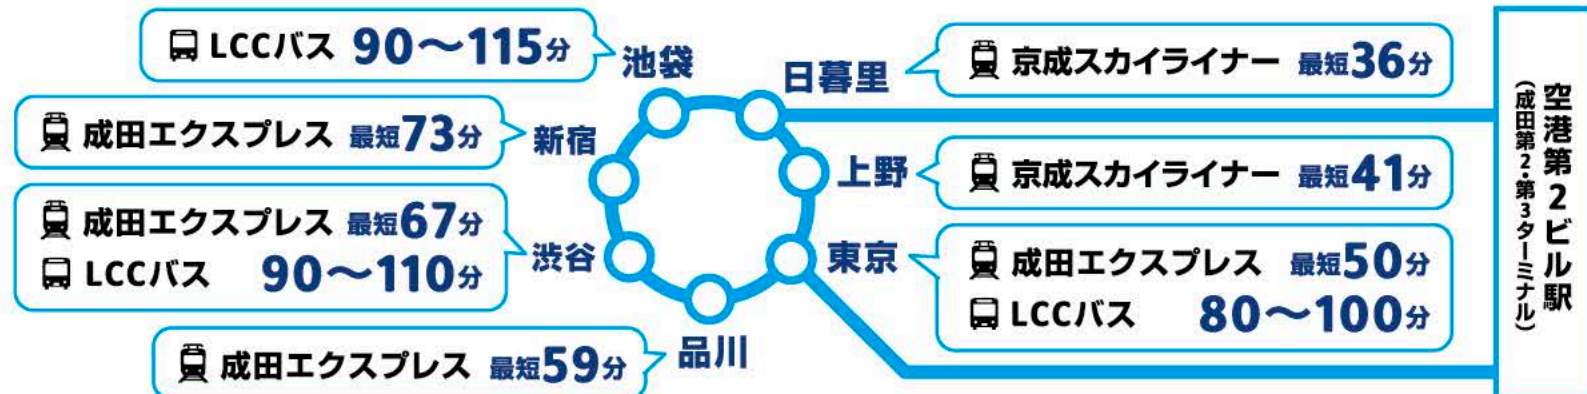 LCCバス 90～115分
池袋
日暮里
京成スカイライナー 最短36分
成田エクスプレス 最短73分
新宿
上野
京成スカイライナー 最短41分
成田エクスプレス 最短67分
LCCバス 90～110分
渋谷
東京
成田エクスプレス 最短50分
LCCバス 80～100分
成田エクスプレス 最短59分
品川
空港第2ビル駅
（成田第2・第3ターミナル）